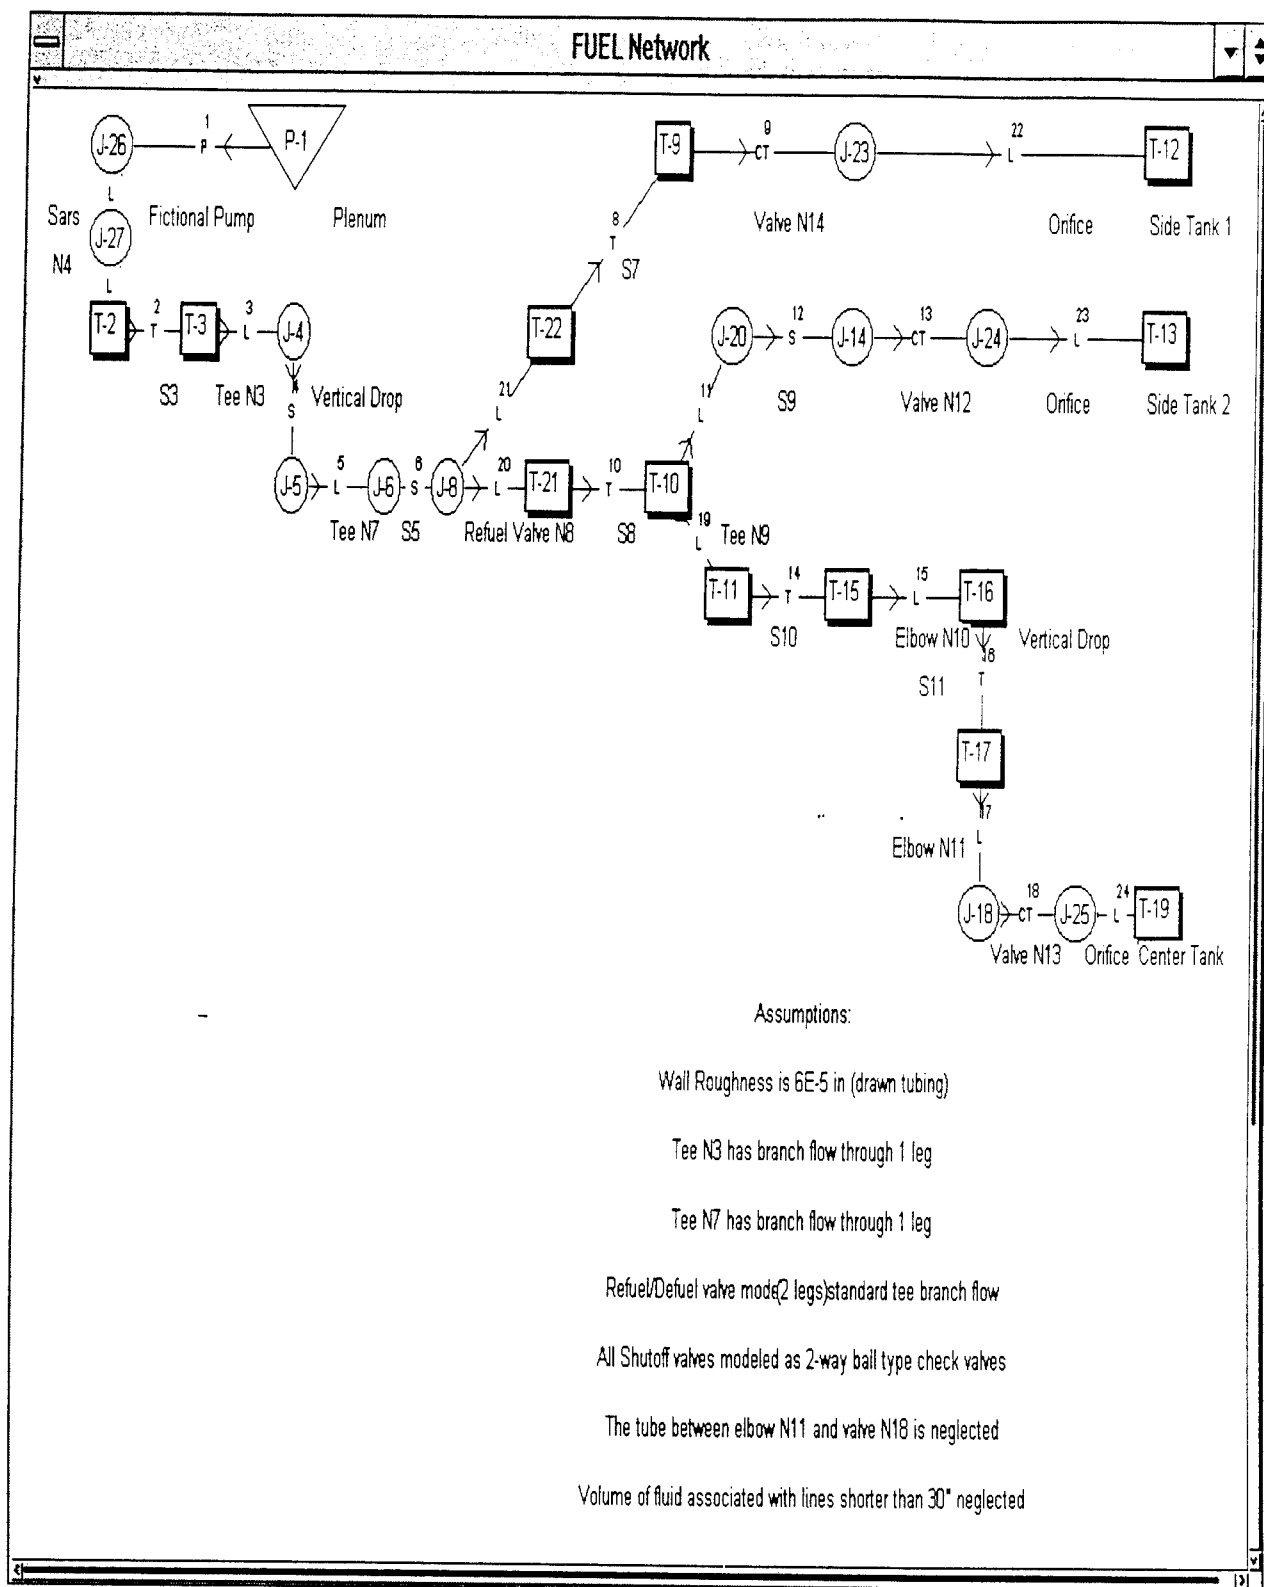 FUEL Network
1
9
22
J-26
P
P-1
T-9
CT
J-23
L
T-12
L
8
Sars
Fictional Pump
Plenum
Valve N14
Orifice
Side Tank 1
J-27
T
N4
S7
L
2
3
12
13
23
T-2
T
T-3
L
J-4
T-22
J-20
S
J-14
CT
J-24
L
T-13
21
11
S3
Tee N3
Vertical Drop
S9
Valve N12
Orifice
Side Tank 2
S
L
L
5
6
20
10
J-5
L
J-6
S
J-8
L
T-21
T
T-10
19
Tee N7
S5
Refuel Valve N8
S8
Tee N9
L
14
15
T-11
T
T-15
L
T-16
S10
Elbow N10
Vertical Drop
S11
T
T-17
Elbow N11
L
18
24
J-18
CT
J-25
L
T-19
Valve N13
Orifice
Center Tank
Assumptions:
Wall Roughness is 6E-5 in (drawn tubing)
Tee N3 has branch flow through 1 leg
Tee N7 has branch flow through 1 leg
Refuel/Defuel valve mode(2 legs)standard tee branch flow
All Shutoff valves modeled as 2-way ball type check valves
The tube between elbow N11 and valve N18 is neglected
Volume of fluid associated with lines shorter than 30" neglected